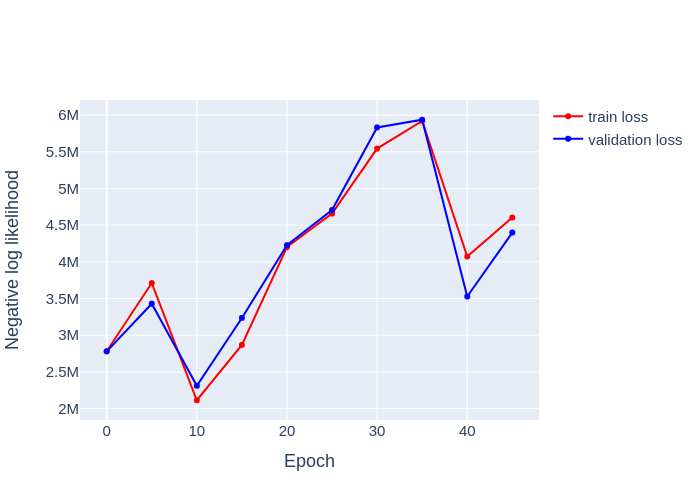 train loss
validation loss
6M
5.5M
5M
4.5M
4M
3.5M
3M
2.5M
2M
Negative log likelihood
0 10 20 30 40
Epoch